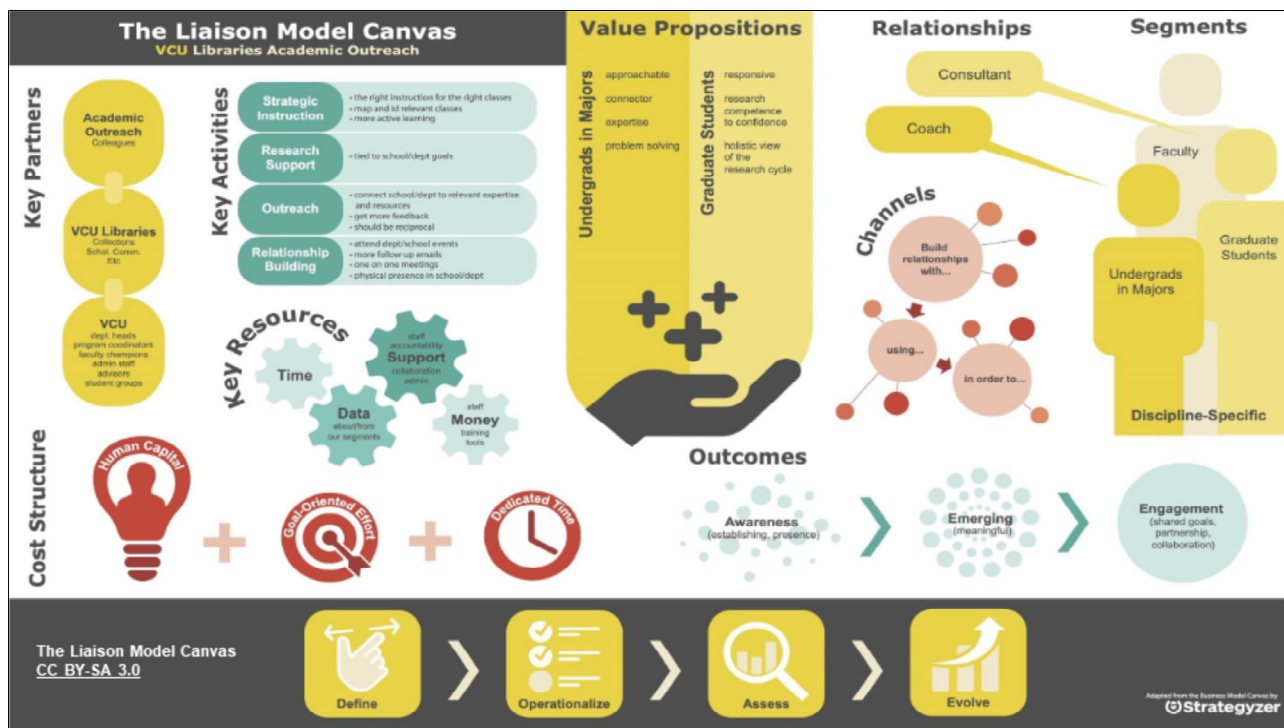 The Liaison Model Canvas
VCU Libraries Academic Outreach
Key Partners
Academic
Outreach
Colleagues
VCU Libraries
Collections
Schol. Comm.
Etc
VCU
dept. heads
program coodinators
faculty champions
admin staff
advisors
student groups
Key Activities
Strategic
Instruction
• the right instruction for the right classes
• map and id relevant classes
• more active learning
Research
Support
• tied to school/dept goals
Outreach
• connect school/dept to relevant expertise
and resources
• get more feedback
• should be reciprocal
Relationship
Building
• attend dept/school events
• more follow up emails
• one on one meetings
• physical presence in school/dept
Key Resources
Time
staff
accountability
Support
collaboration
admin
Data
about/from
our segments
staff
Money
training
tools
Value Propositions
Undergrads in Majors
approachable
connector
expertise
problem solving
Graduate Students
responsive
research
competence
to confidence
holistic view
of the
research cycle
Relationships
Consultant
Coach
Channels
Build
relationships
with...
using...
in order to...
Segments
Faculty
Graduate
Students
Undergrads
in Majors
Discipline-Specific
Cost Structure
Human Capital
Goal-Oriented Effort
Dedicated Time
Outcomes
Awareness
(establishing, presence)
Emerging
(meaningful)
Engagement
(shared goals,
partnership,
collaboration)
The Liaison Model Canvas
CC BY-SA 3.0
Define
Operationalize
Assess
Evolve
Adapted from the Business Model Canvas by
Strategyzer